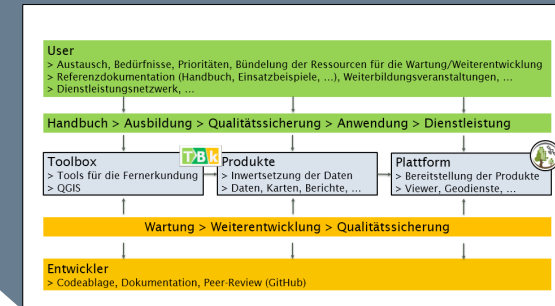 User
> Austausch, Bedürfnisse, Prioritäten, Bündelung der Ressourcen für die Wartung/Weiterentwicklung
> Referenzdokumentation (Handbuch, Einsatzbeispiele, ...), Weiterbildungsveranstaltungen, ...
> Dienstleistungsnetzwerk, ...
Handbuch > Ausbildung > Qualitätssicherung > Anwendung > Dienstleistung
Toolbox
> Tools für die Fernerkundung
> QGIS
TBk
Produkte
> Inwertsetzung der Daten
> Daten, Karten, Berichte, ...
Plattform
> Bereitstellung der Produkte
> Viewer, Geodienste, ...
Wartung > Weiterentwicklung > Qualitätssicherung
Entwickler
> Codeablage, Dokumentation, Peer-Review (GitHub)